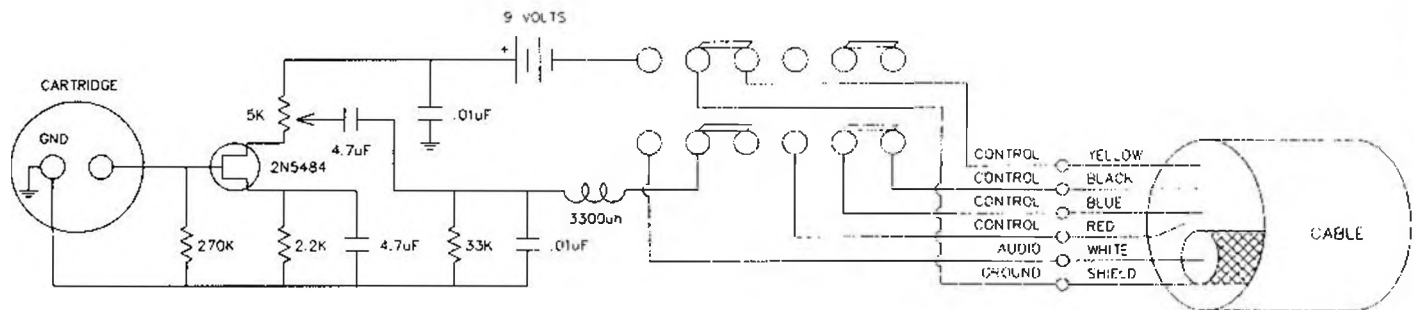 9 VOLTS
+
CARTRIDGE
GND
5K
4.7uF
.01uF
2N5484
270K
2.2K
4.7uF
33K
.01uF
3300uh
CONTROL YELLOW
CONTROL BLACK
CONTROL BLUE
CONTROL RED
AUDIO WHITE
GROUND SHIELD
CABLE